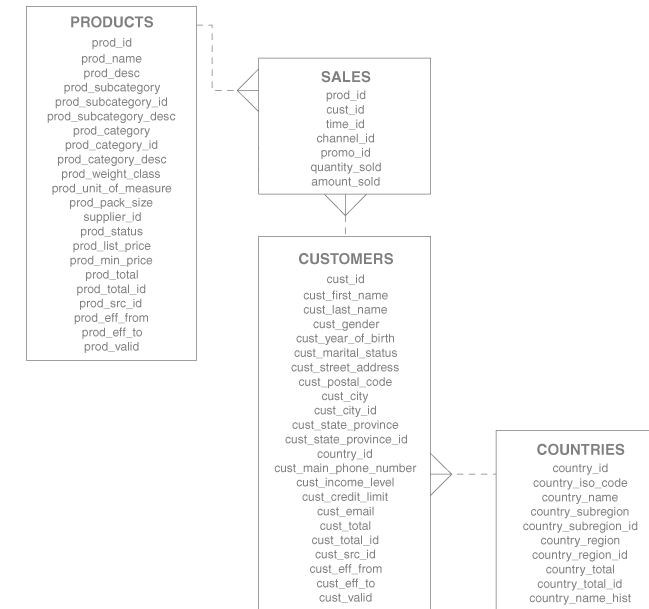 PRODUCTS
prod_id
prod_name
prod_desc
prod_subcategory
prod_subcategory_id
prod_subcategory_desc
prod_category
prod_category_id
prod_category_desc
prod_weight_class
prod_unit_of_measure
prod_pack_size
supplier_id
prod_status
prod_list_price
prod_min_price
prod_total
prod_total_id
prod_src_id
prod_eff_from
prod_eff_to
prod_valid
SALES
prod_id
cust_id
time_id
channel_id
promo_id
quantity_sold
amount_sold
CUSTOMERS
cust_id
cust_first_name
cust_last_name
cust_gender
cust_year_of_birth
cust_marital_status
cust_street_address
cust_postal_code
cust_city
cust_city_id
cust_state_province
cust_state_province_id
country_id
cust_main_phone_number
cust_income_level
cust_credit_limit
cust_email
cust_total
cust_total_id
cust_src_id
cust_eff_from
cust_eff_to
cust_valid
COUNTRIES
country_id
country_iso_code
country_name
country_subregion
country_subregion_id
country_region
country_region_id
country_total
country_total_id
country_name_hist